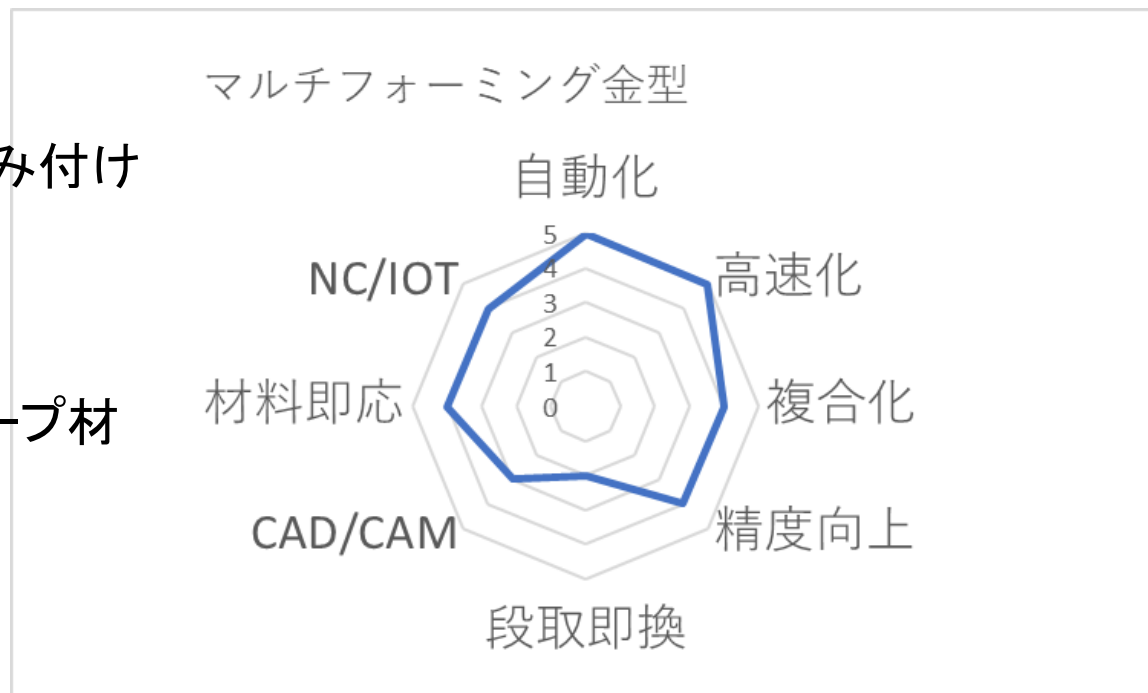 マルチフォーミング金型
み付け
自動化
5
4
3
2
1
0
NC/IOT
高速化
材料即応
複合化
ープ材
CAD/CAM
精度向上
段取即換